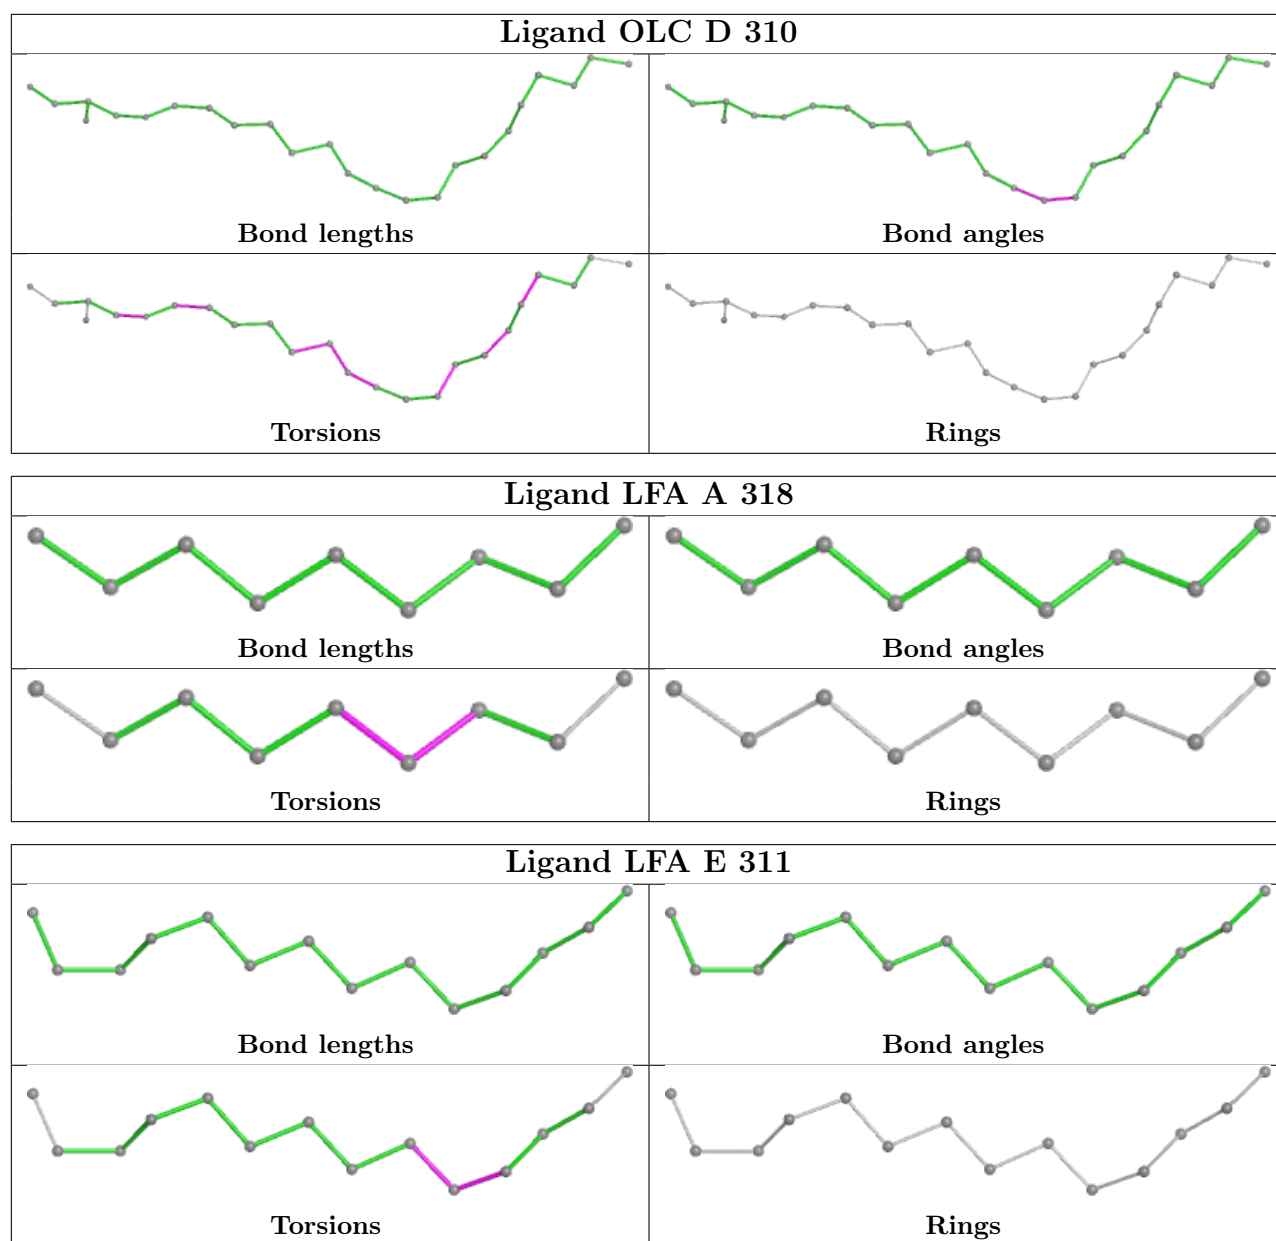 Ligand OLC D 310
Bond lengths
Bond angles
Torsions
Rings
Ligand LFA A 318
Bond lengths
Bond angles
Torsions
Rings
Ligand LFA E 311
Bond lengths
Bond angles
Torsions
Rings